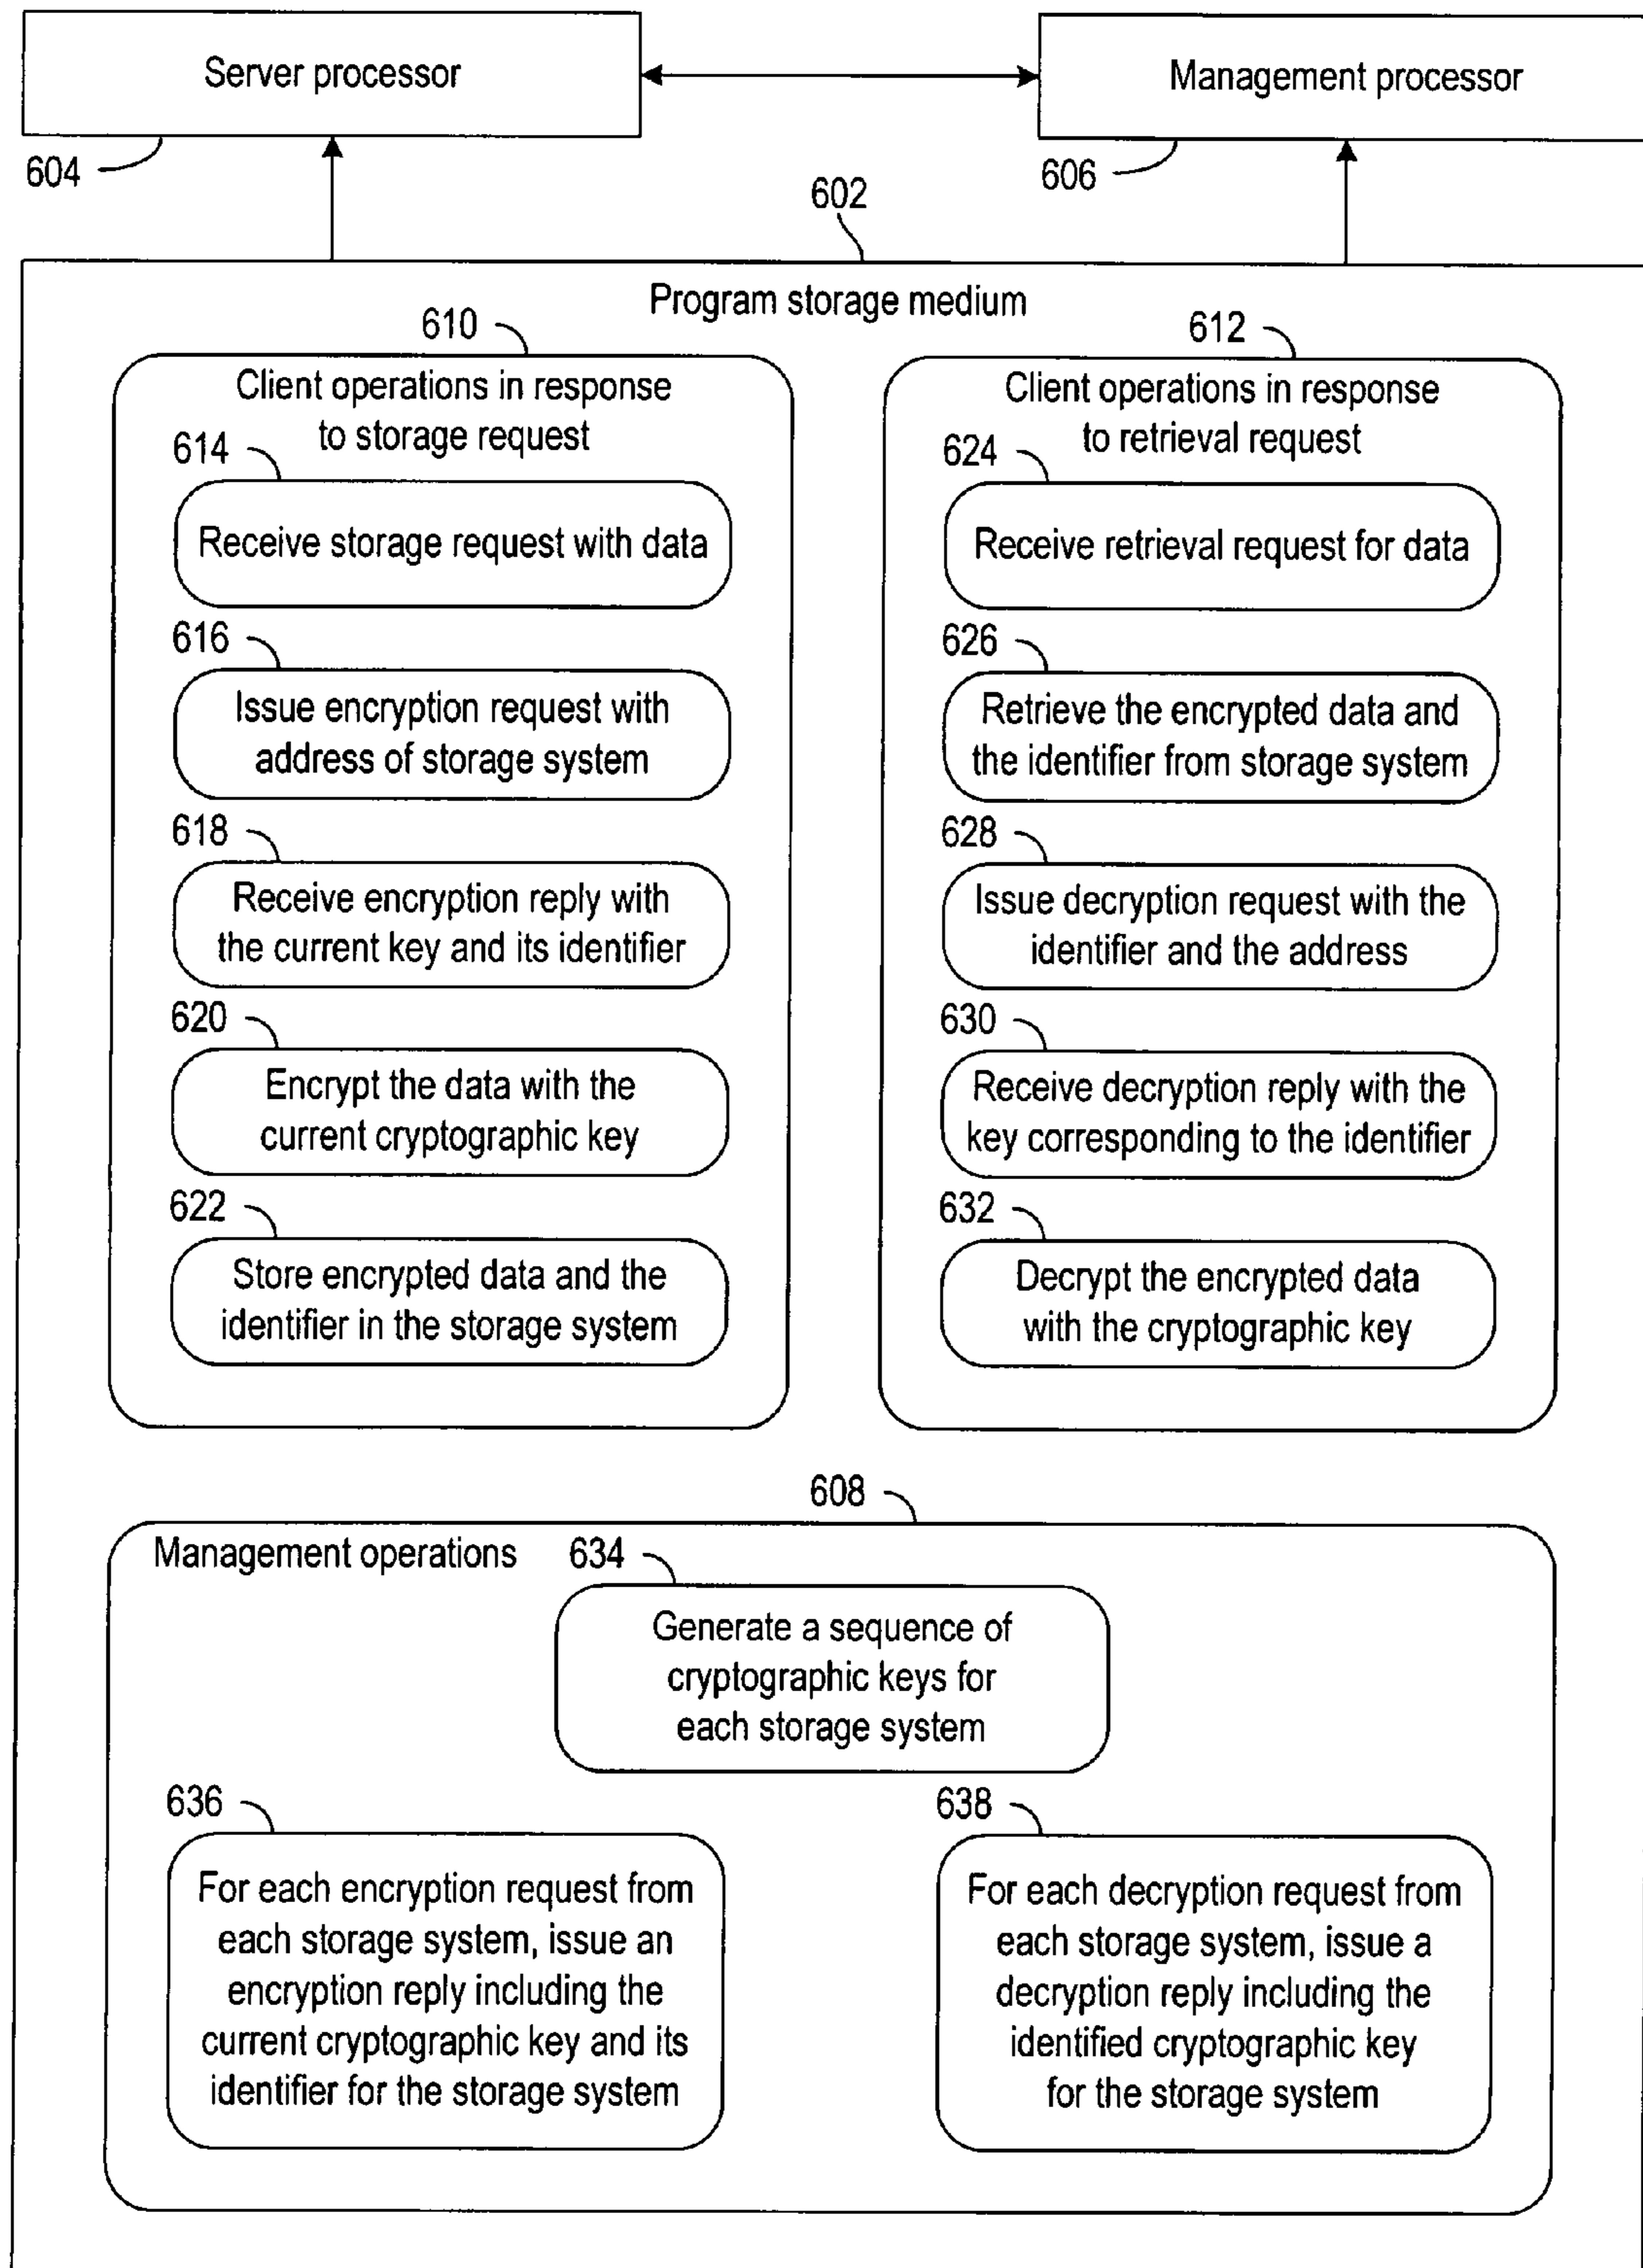 Server processor
Management processor
604
606
602
Program storage medium
610
Client operations in response
to storage request
614
Receive storage request with data
616
Issue encryption request with
address of storage system
618
Receive encryption reply with
the current key and its identifier
620
Encrypt the data with the
current cryptographic key
622
Store encrypted data and the
identifier in the storage system
612
Client operations in response
to retrieval request
624
Receive retrieval request for data
626
Retrieve the encrypted data and
the identifier from storage system
628
Issue decryption request with the
identifier and the address
630
Receive decryption reply with the
key corresponding to the identifier
632
Decrypt the encrypted data
with the cryptographic key
608
Management operations
634
Generate a sequence of
cryptographic keys for
each storage system
636
For each encryption request from
each storage system, issue an
encryption reply including the
current cryptographic key and its
identifier for the storage system
638
For each decryption request from
each storage system, issue a
decryption reply including the
identified cryptographic key
for the storage system